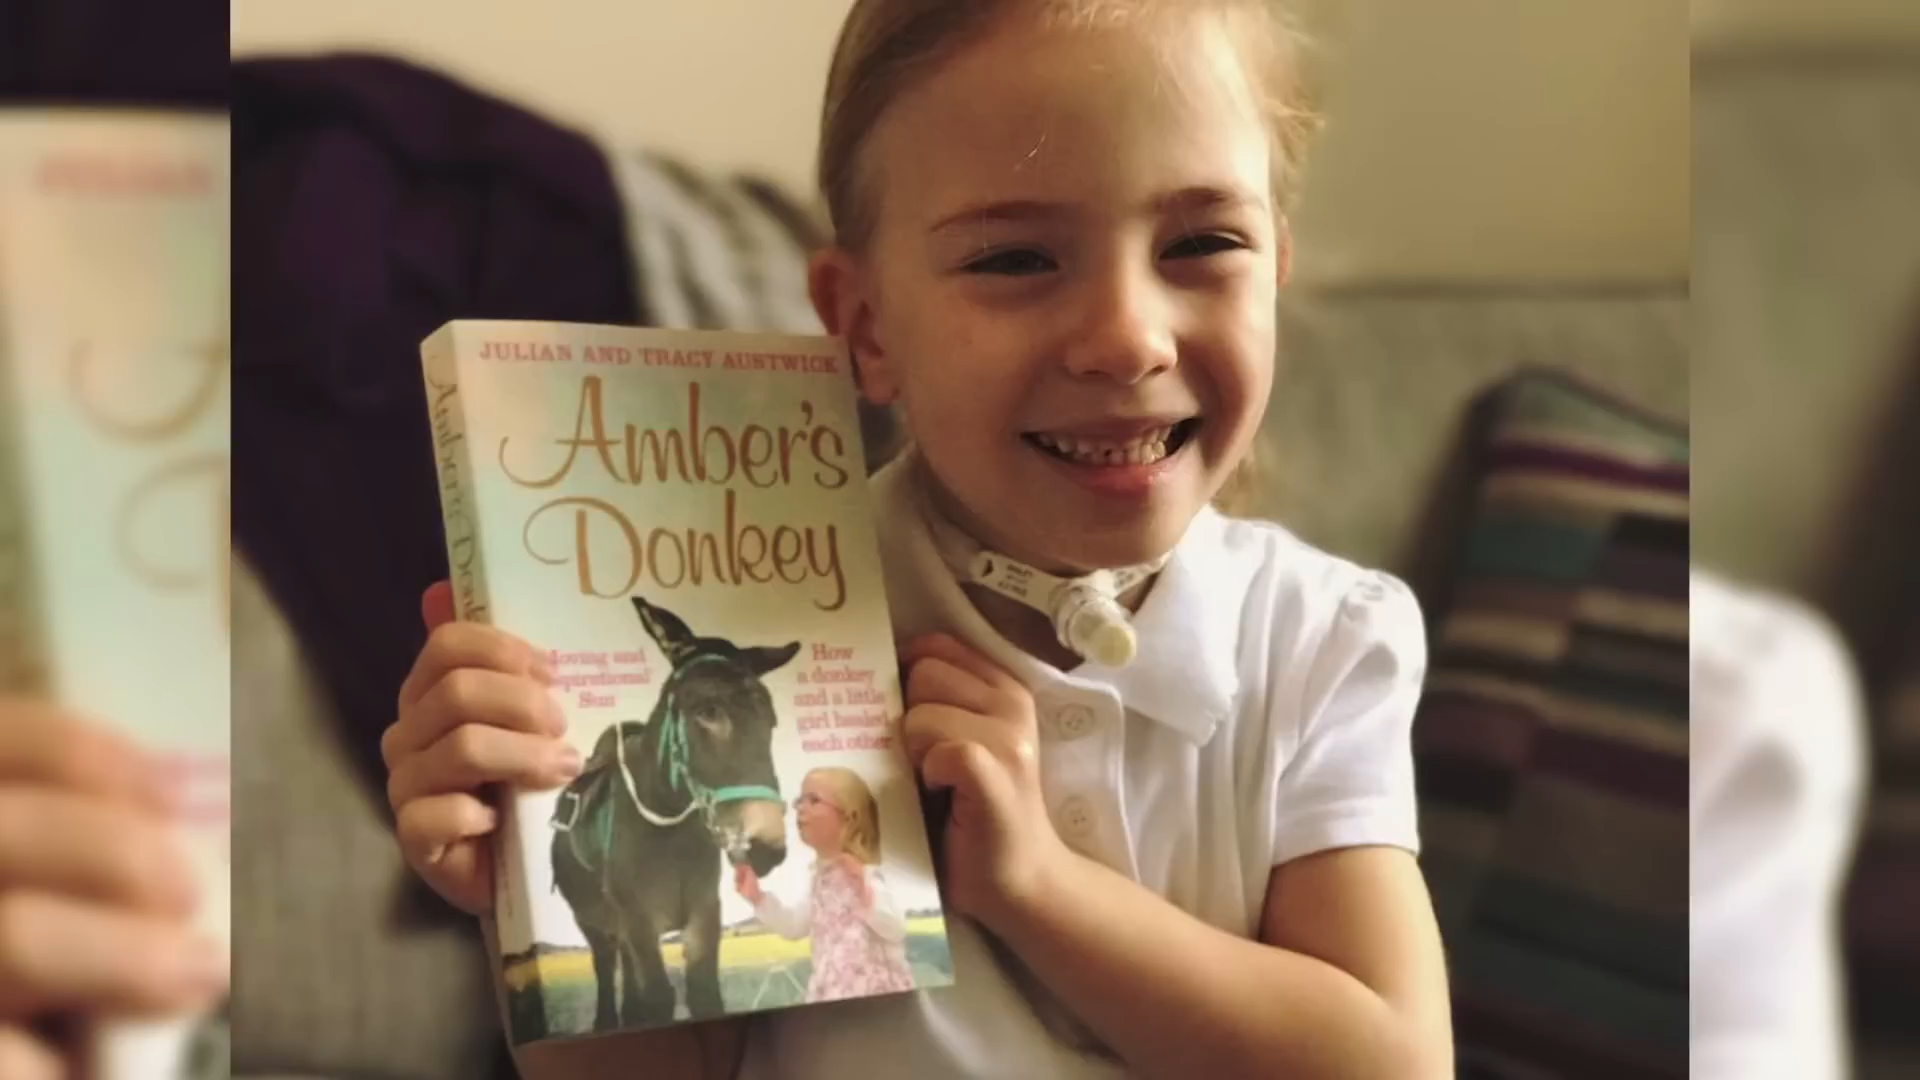 JULIAN AND TRACY AUSTWICK
Amber's
Donkey
Moving and
inspirational'
Sun
How
a donkey
and a little
girl healed
each other
Amber's Donk